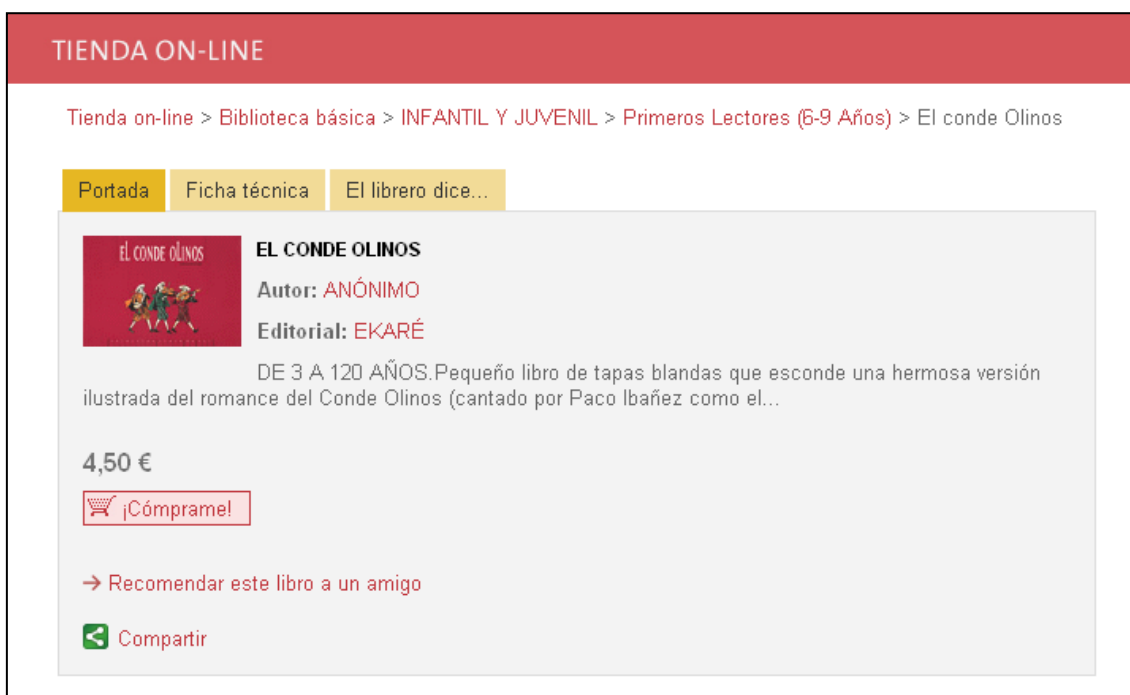 TIENDA ON-LINE
Tienda on-line > Biblioteca básica > INFANTIL Y JUVENIL > Primeros Lectores (6-9 Años) > El conde Olinos
Portada Ficha técnica El librero dice...
EL CONDE OLINOS
EL CONDE OLINOS
Autor: ANÓNIMO
Editorial: EKARÉ
DE 3 A 120 AÑOS.Pequeño libro de tapas blandas que esconde una hermosa versión
ilustrada del romance del Conde Olinos (cantado por Paco Ibañez como el...
4,50 €
¡Cómprame!
→ Recomendar este libro a un amigo
Compartir